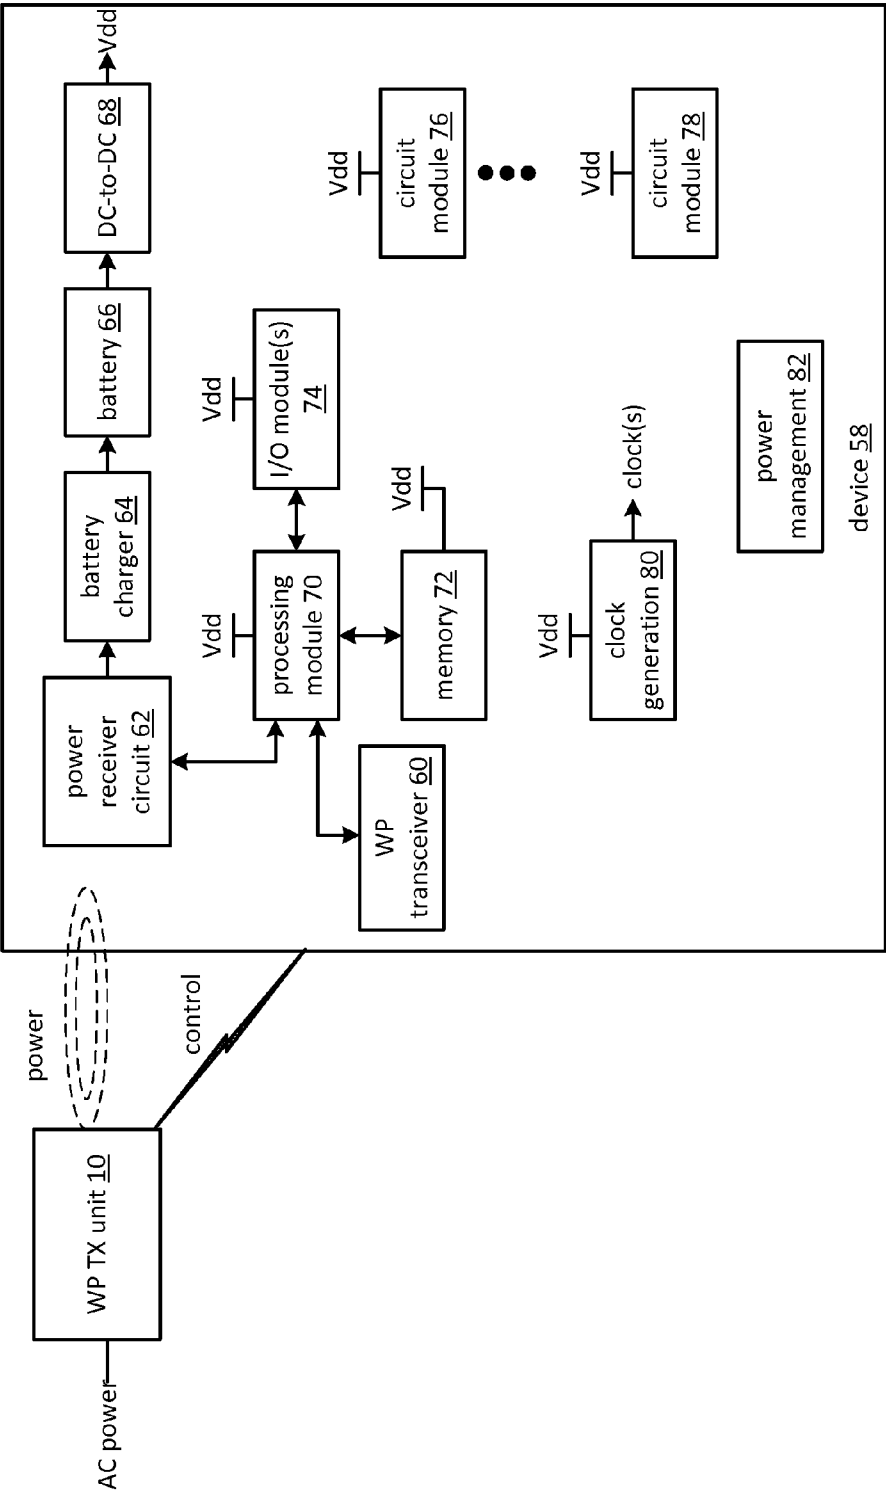 AC power
WP TX unit 10
power
control
power
receiver
circuit 62
battery
charger 64
battery 66
DC-to-DC 68
Vdd
WP
transceiver 60
Vdd
processing
module 70
Vdd
I/O module(s)
74
memory 72
Vdd
Vdd
circuit
module 76
Vdd
clock
generation 80
clock(s)
Vdd
circuit
module 78
power
management 82
device 58